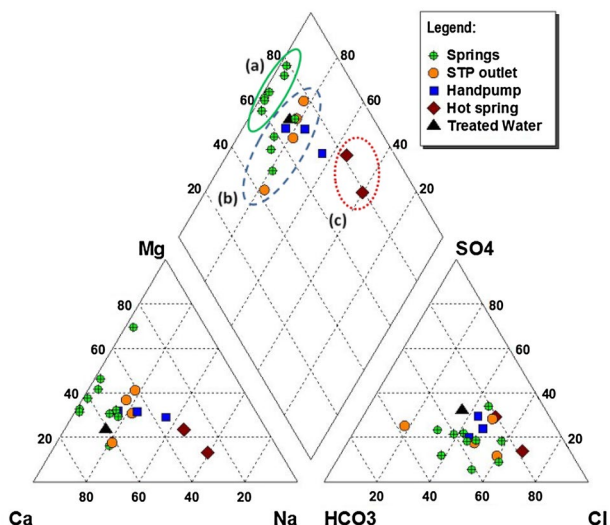 Legend:
Springs
STP outlet
Handpump
Hot spring
Treated Water
80 80
(a)
60 60
40 40
20 20
(b)
(c)
Mg SO4
80 80
60 60
40 40
20 20
80 60 40 20 20 40 60 80
Ca Na HCO3 Cl